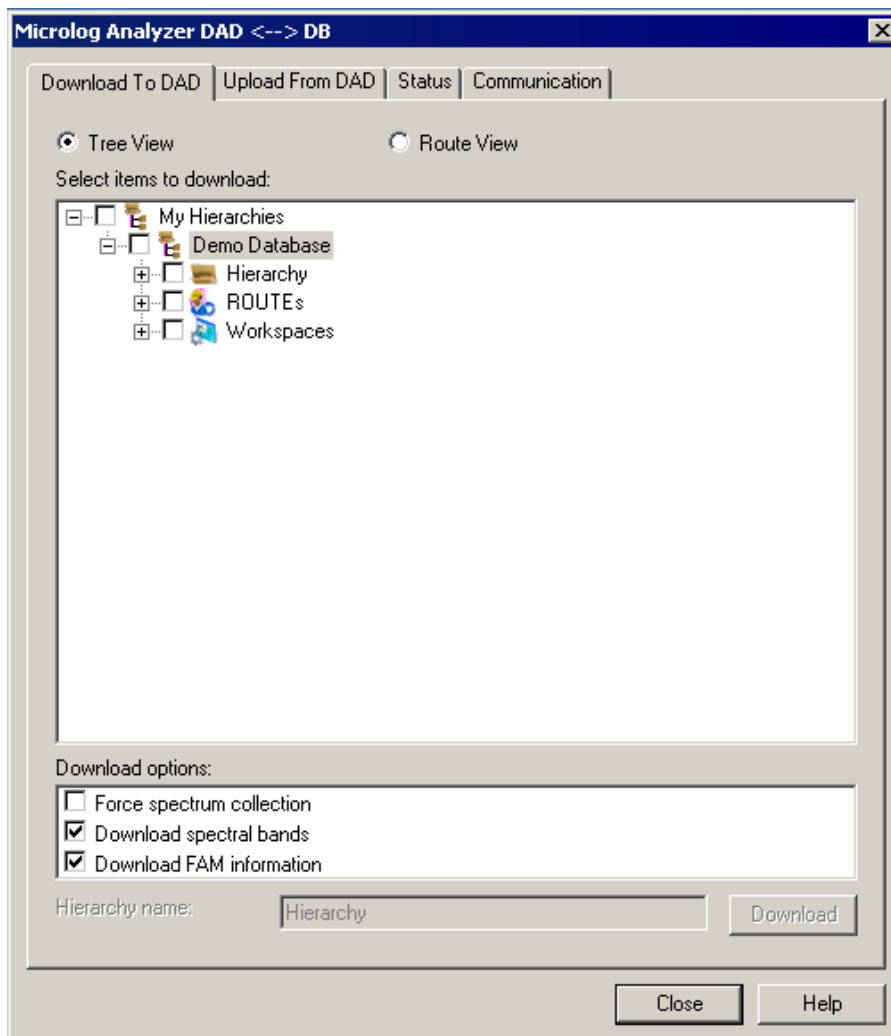 Microlog Analyzer DAD <--> DB
Download To DAD Upload From DAD Status Communication
Tree View Route View
Select items to download:
My Hierarchies
Demo Database
Hierarchy
ROUTEs
Workspaces
Download options:
Force spectrum collection
Download spectral bands
Download FAM information
Hierarchy name: Hierarchy Download
Close Help